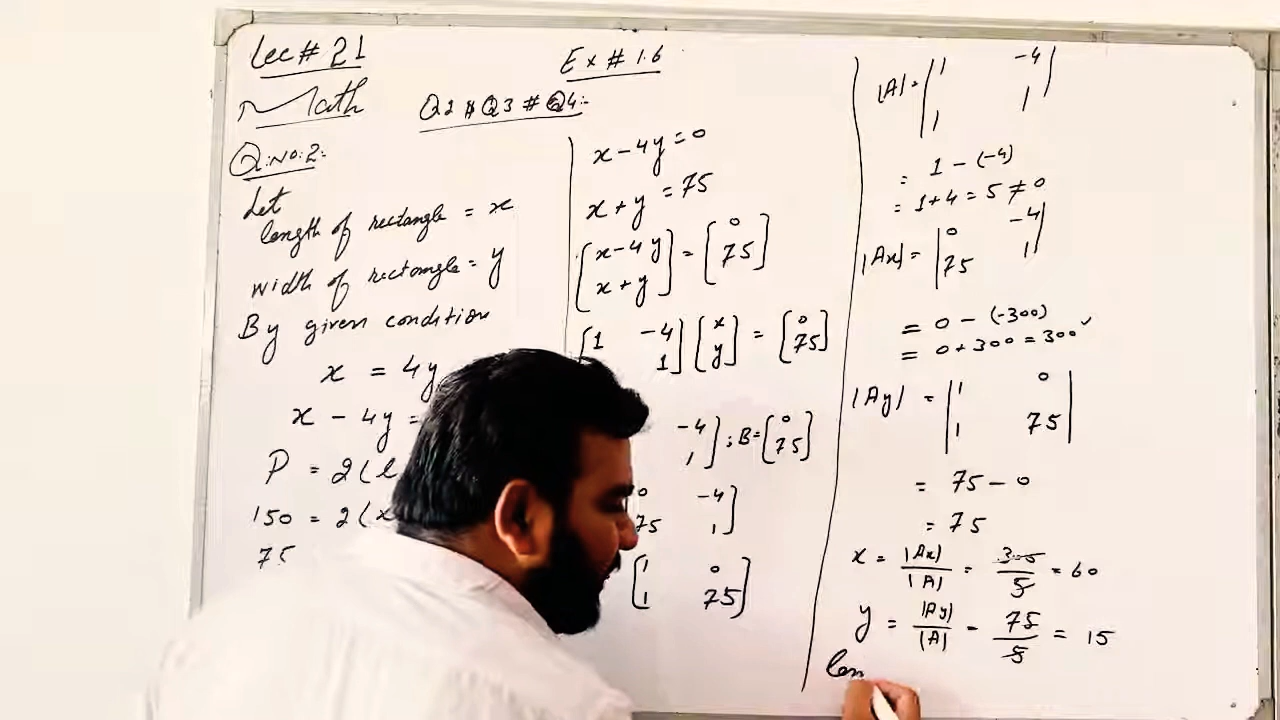 Lec # 21
Math
Ex # 1.6
Q2 # Q3 # Q4:-
Q:No:2:-
Let
length of rectangle = x
width of rectangle = y
By given condition
x = 4y
x - 4y =
P = 2(l
150 = 2(x
75
x - 4y = 0
x + y = 75
[x-4y] = [0]
[x+y] [75]
[1 -4] [x] = [0]
1] [y] [75]
-4] ; B = [0]
1] [75]
0 -4]
75 1]
[1 0]
[1 75]
|A| = |1 -4|
|1 1|
= 1 - (-4)
= 1+4 = 5 ≠ 0
|Ax| = |0 -4|
|75 1|
= 0 - (-300)
= 0 + 300 = 300
|Ay| = |1 0|
|1 75|
= 75 - 0
= 75
x = |Ax|/|A| = 300/5 = 60
y = |Ay|/|A| = 75/5 = 15
len